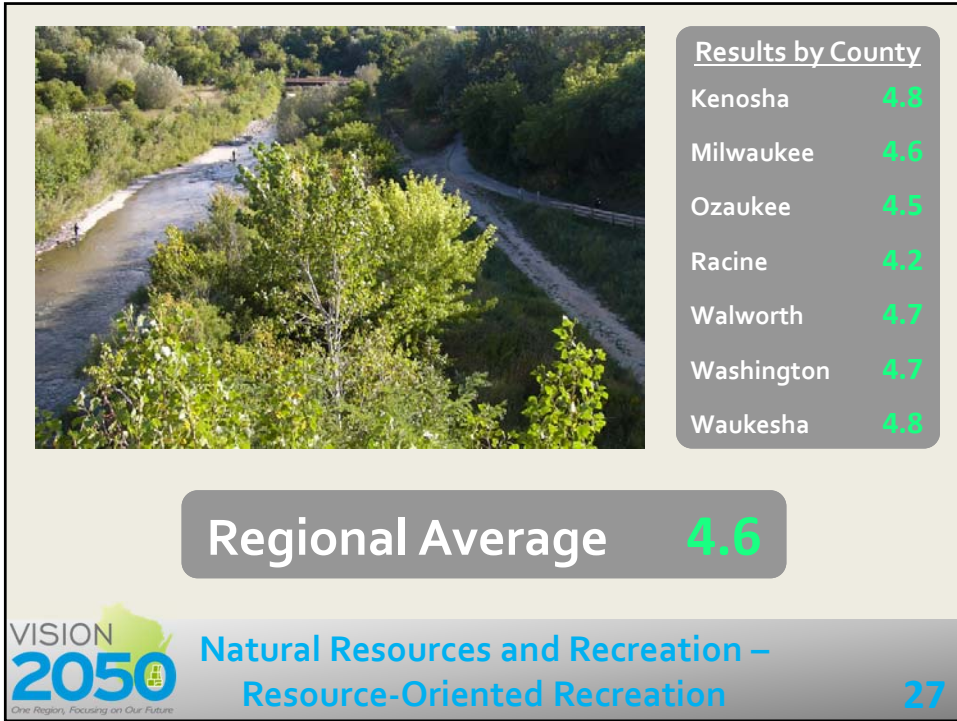 Results by County
Kenosha 4.8
Milwaukee 4.6
Ozaukee 4.5
Racine 4.2
Walworth 4.7
Washington 4.7
Waukesha 4.8
Regional Average 4.6
VISION
2050
One Region, Focusing on Our Future
Natural Resources and Recreation –
Resource-Oriented Recreation
27